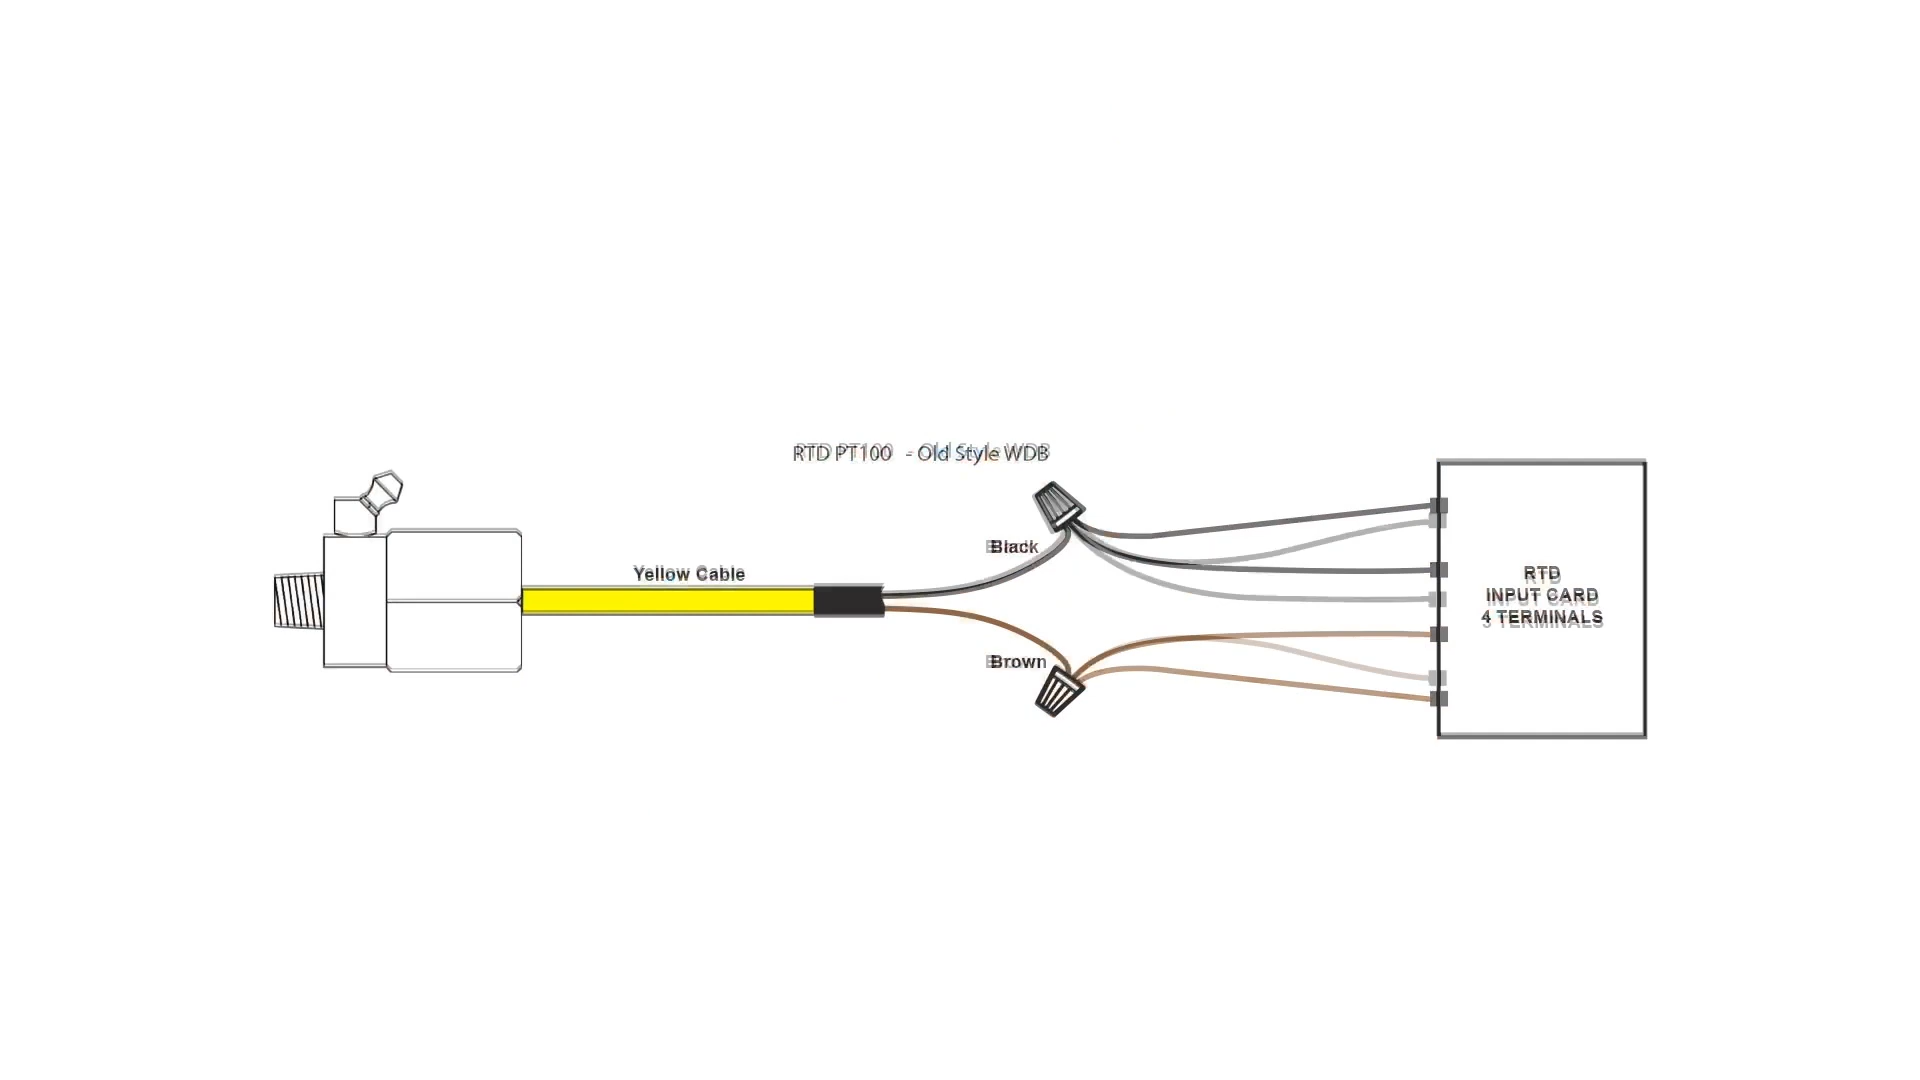 RTD PT100 - Old Style WDB
Black
Yellow Cable
RTD
INPUT CARD
4 TERMINALS
Brown